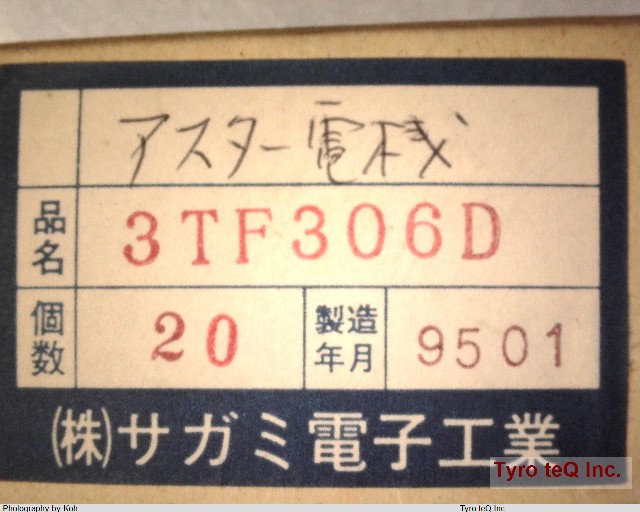 アスター電機
品名 3TF306D
個数 20 製造年月 9501
(株)サガミ電子工業
Tyro teQ Inc.
Photography by Koh
Tyro teQ Inc